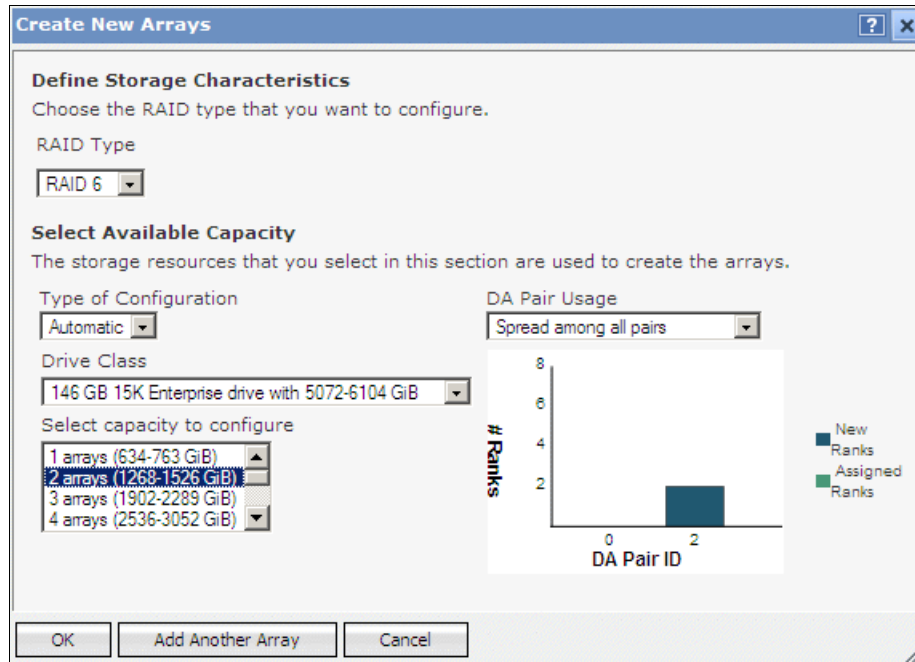 Create New Arrays
?
Define Storage Characteristics
Choose the RAID type that you want to configure.
RAID Type
RAID 6
Select Available Capacity
The storage resources that you select in this section are used to create the arrays.
Type of Configuration
Automatic
DA Pair Usage
Spread among all pairs
Drive Class
146 GB 15K Enterprise drive with 5072-6104 GiB
Select capacity to configure
1 arrays (634-763 GiB)
2 arrays (1268-1526 GiB)
3 arrays (1902-2289 GiB)
4 arrays (2536-3052 GiB)
# Ranks
8
6
4
2
0 2
DA Pair ID
New
Ranks
Assigned
Ranks
OK
Add Another Array
Cancel